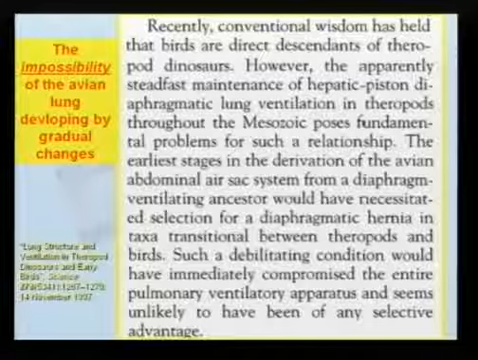 The
impossibility
of the avian
lung
devloping by
gradual
changes
Recently, conventional wisdom has held
that birds are direct descendants of thero-
pod dinosaurs. However, the apparently
steadfast maintenance of hepatic-piston di-
aphragmatic lung ventilation in theropods
throughout the Mesozoic poses fundamen-
tal problems for such a relationship. The
earliest stages in the derivation of the avian
abdominal air sac system from a diaphragm-
ventilating ancestor would have necessitat-
ed selection for a diaphragmatic hernia in
taxa transitional between theropods and
birds. Such a debilitating condition would
have immediately compromised the entire
pulmonary ventilatory apparatus and seems
unlikely to have been of any selective
advantage.
"Lung Structure and
Ventilation in Theropod
Dinosaurs and Early
Birds", Science
278(5341):1267-1270,
14 November 1997